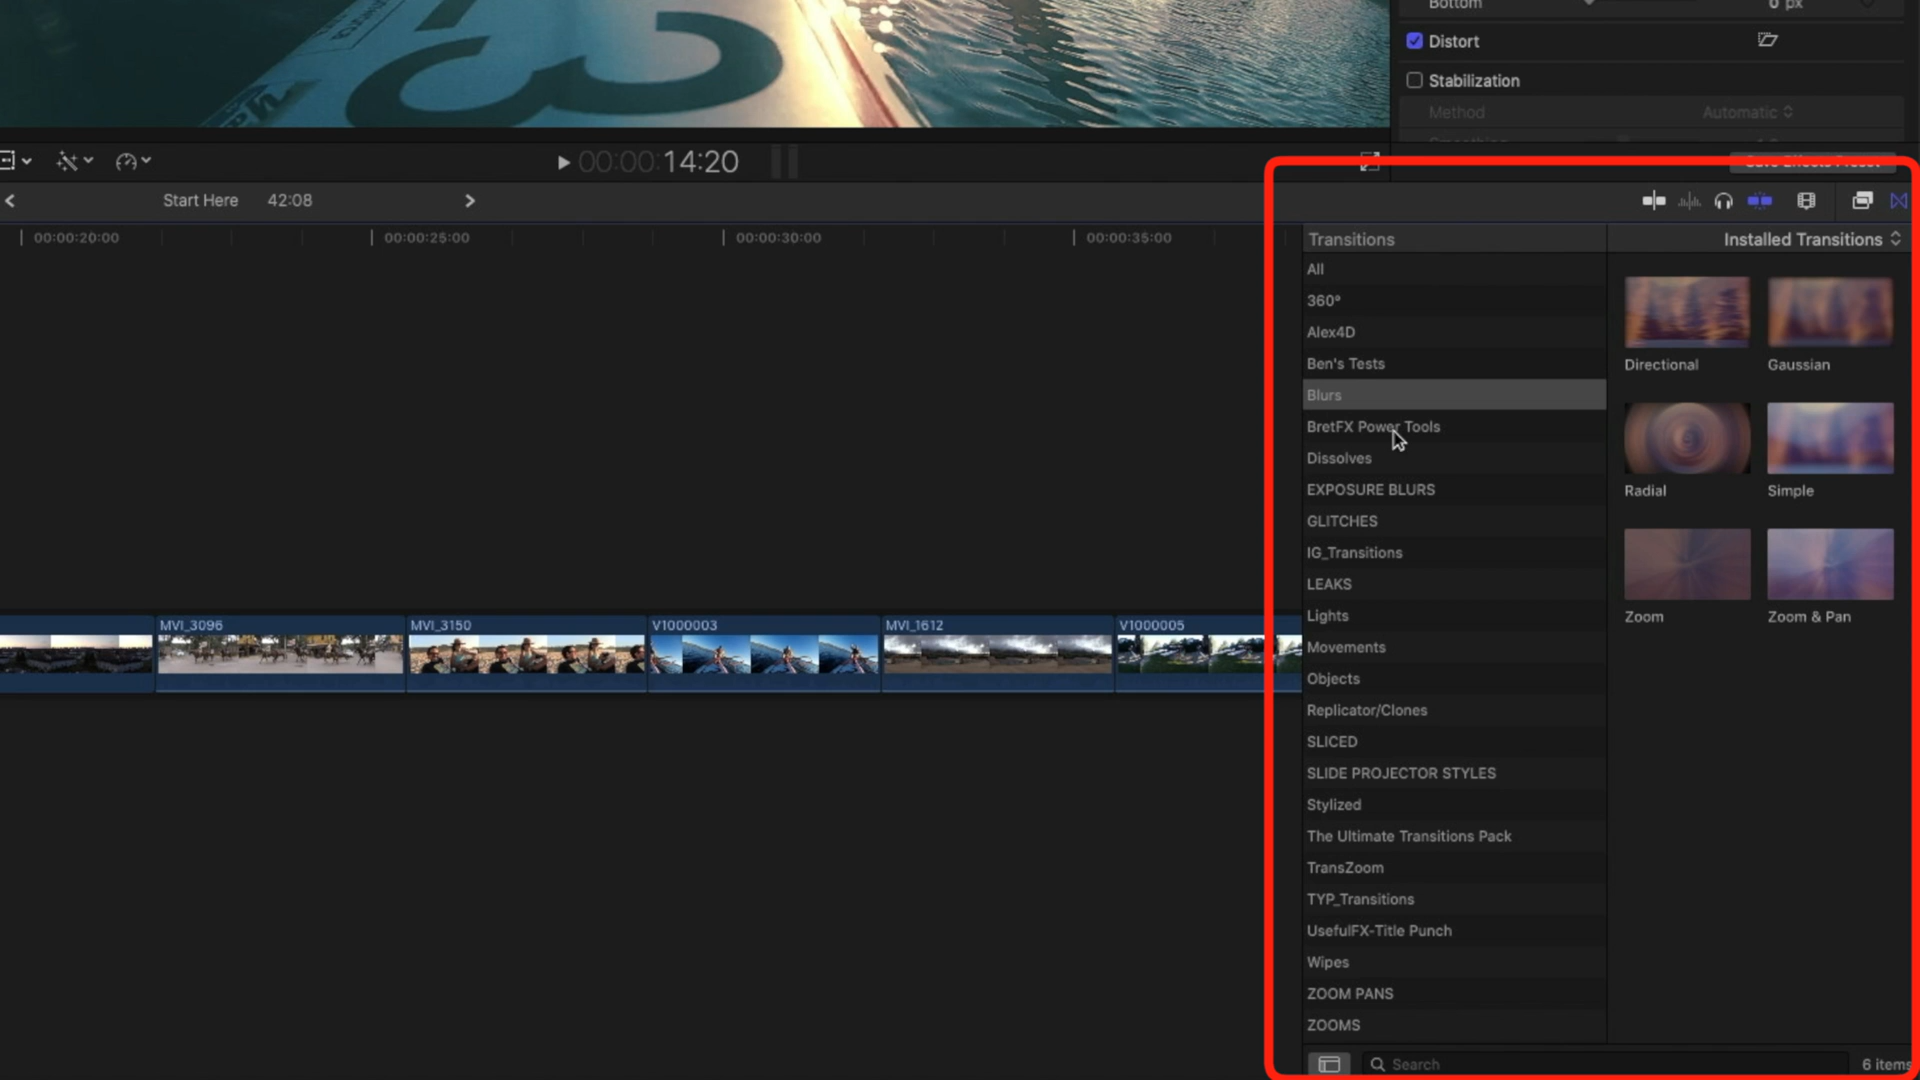 3
Bottom
0 px
Distort
Stabilization
Method
Automatic
00:00:14:20
Start Here
42:08
00:00:20:00
00:00:25:00
00:00:30:00
00:00:35:00
Transitions
Installed Transitions
All
360°
Alex4D
Ben's Tests
Blurs
BretFX Power Tools
Dissolves
EXPOSURE BLURS
GLITCHES
IG_Transitions
LEAKS
Lights
Movements
Objects
Replicator/Clones
SLICED
SLIDE PROJECTOR STYLES
Stylized
The Ultimate Transitions Pack
TransZoom
TYP_Transitions
UsefulFX-Title Punch
Wipes
ZOOM PANS
ZOOMS
Directional
Gaussian
Radial
Simple
Zoom
Zoom & Pan
MVI_3096
MVI_3150
V1000003
MVI_1612
V1000005
Search
6 items